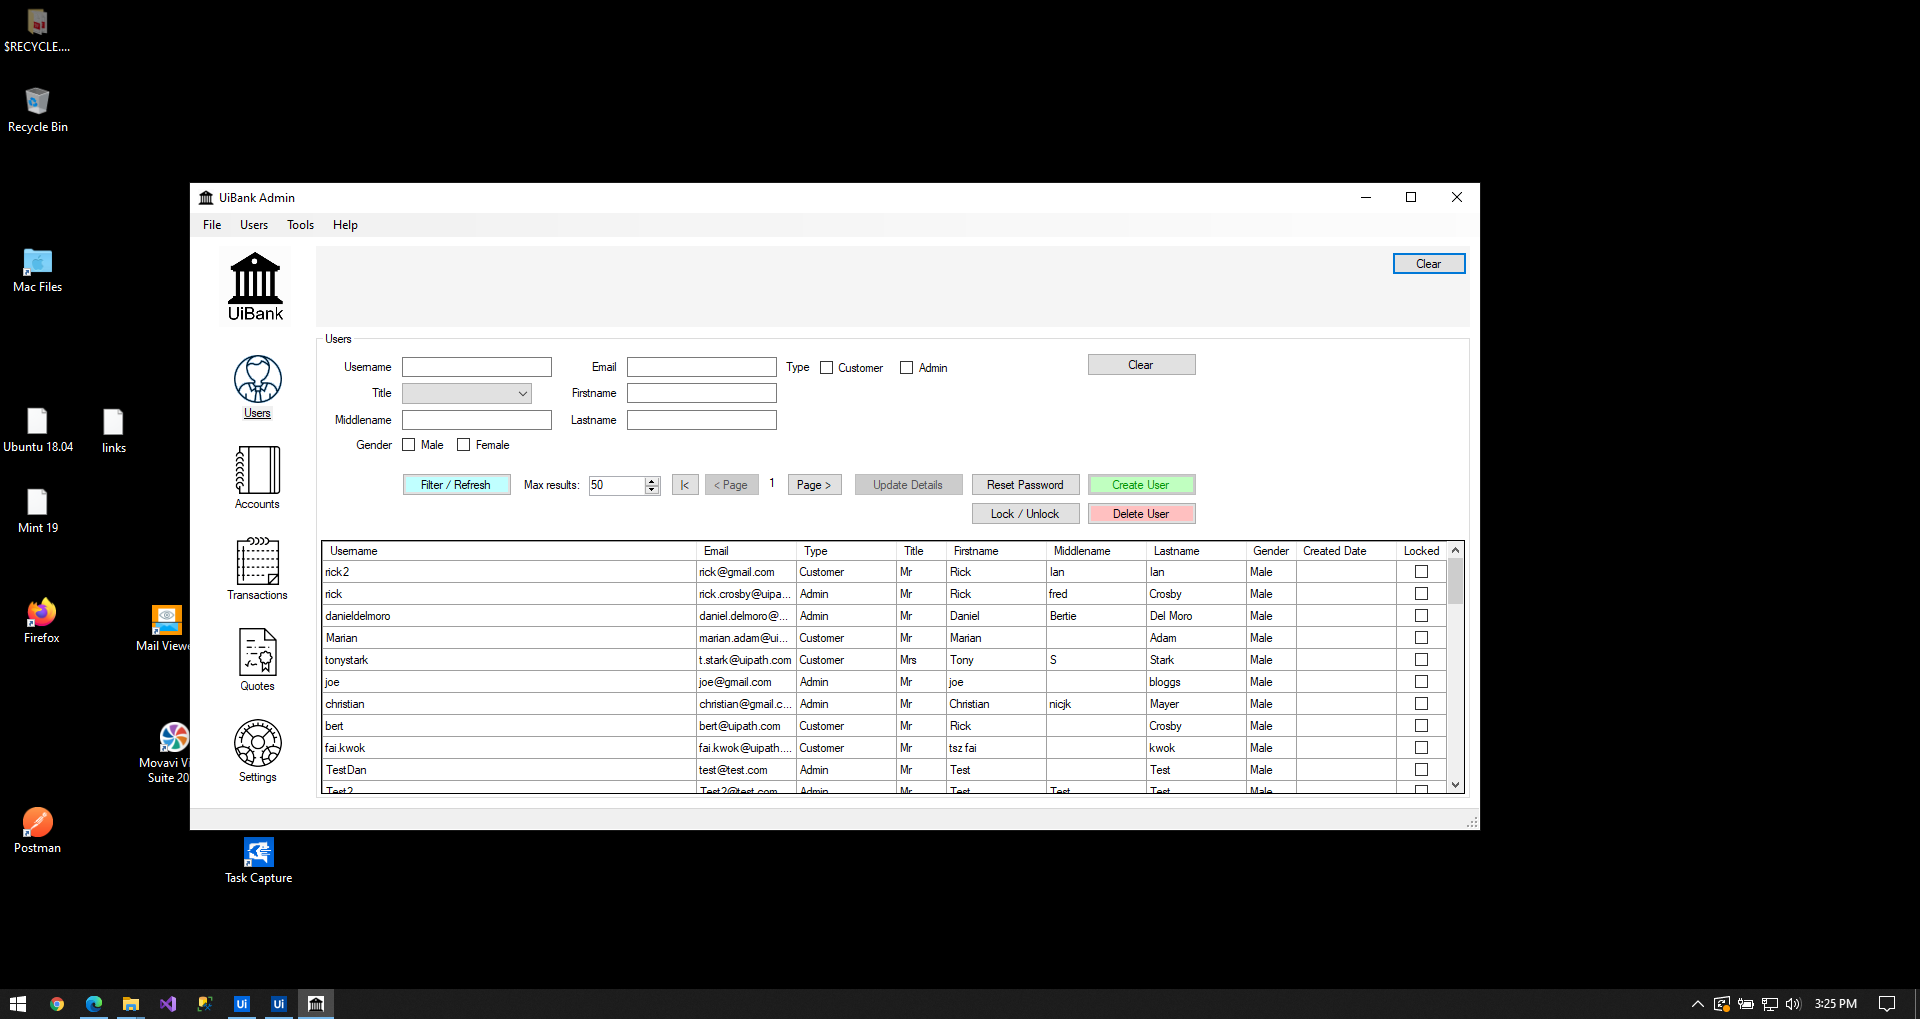 $RECYCLE....
Recycle Bin
Mac Files
Ubuntu 18.04
links
Mint 19
Firefox
Mail Viewe
Movavi Vi
Suite 20
Postman
Task Capture
UiBank Admin
File Users Tools Help
UiBank
Clear
Users
Accounts
Transactions
Quotes
Settings
Users
Username Email Type Customer Admin Clear
Title Firstname
Middlename Lastname
Gender Male Female
Filter / Refresh Max results: 50 |< < Page 1 Page > Update Details Reset Password Create User
Lock / Unlock Delete User
Username Email Type Title Firstname Middlename Lastname Gender Created Date Locked
rick2 rick@gmail.com Customer Mr Rick Ian Ian Male
rick rick.crosby@uipa... Admin Mr Rick fred Crosby Male
danieldelmoro daniel.delmoro@... Admin Mr Daniel Bertie Del Moro Male
Marian marian.adam@ui... Customer Mr Marian Adam Male
tonystark t.stark@uipath.com Customer Mrs Tony S Stark Male
joe joe@gmail.com Admin Mr joe bloggs Male
christian christian@gmail.c... Admin Mr Christian nicjk Mayer Male
bert bert@uipath.com Customer Mr Rick Crosby Male
fai.kwok fai.kwok@uipath.... Customer Mr tsz fai kwok Male
TestDan test@test.com Admin Mr Test Test Male
Test2 Test2@test.com Admin Mr Test Test Test Male
Ui Ui
3:25 PM